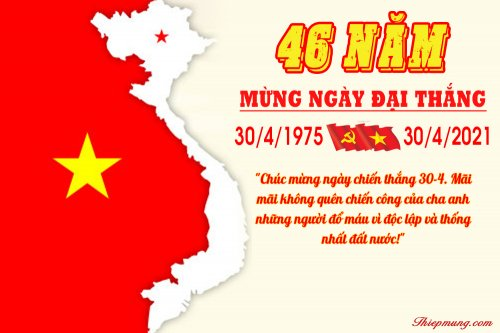 46 NĂM
MỪNG NGÀY ĐẠI THẮNG
30/4/1975 30/4/2021
"Chúc mừng ngày chiến thắng 30-4. Mãi
mãi không quên chiến công của cha anh
những người đổ máu vì độc lập và thống
nhất đất nước!"
Thiepmung.com